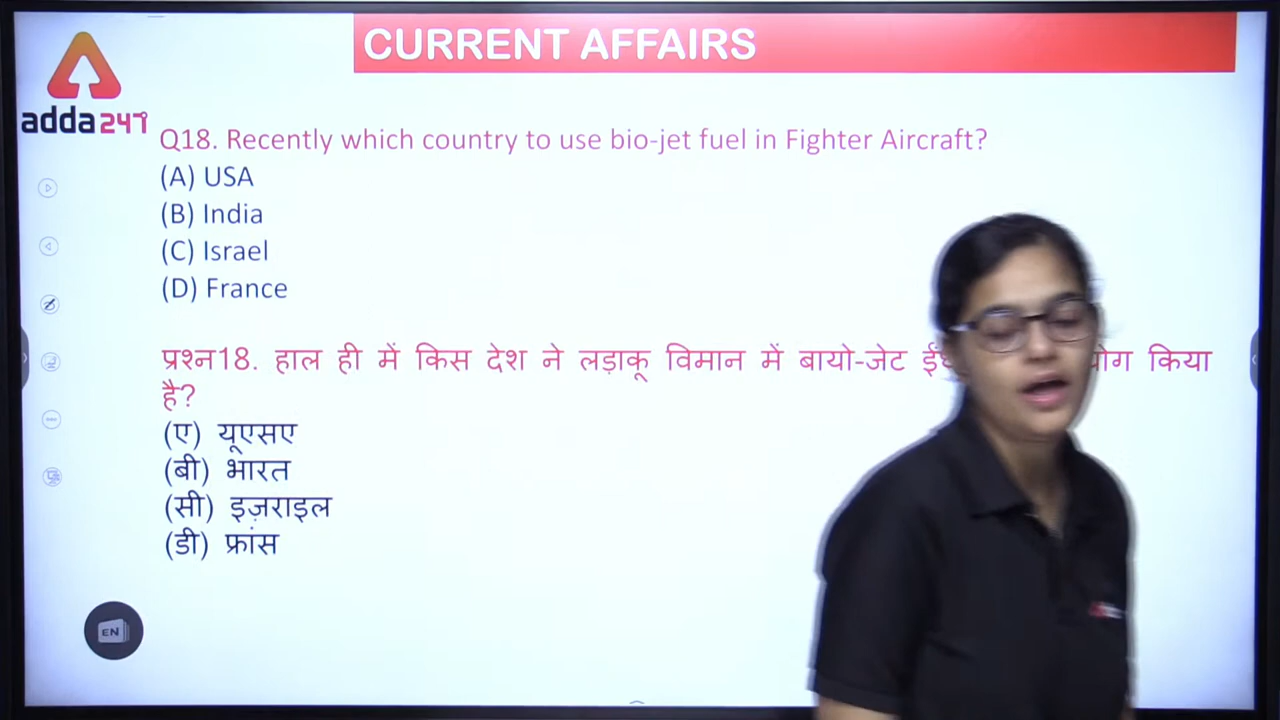 CURRENT AFFAIRS
adda247
Q18. Recently which country to use bio-jet fuel in Fighter Aircraft?
(A) USA
(B) India
(C) Israel
(D) France
प्रश्न18. हाल ही में किस देश ने लड़ाकू विमान में बायो-जेट किया
है?
(ए) यूएसए
(बी) भारत
(सी) इज़राइल
(डी) फ्रांस
EN